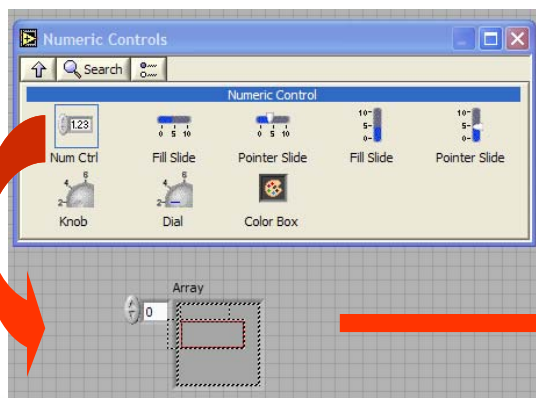 Numeric Controls
Search
Numeric Control
1.23
0 5 10
0 5 10
10-
5-
0-
10-
5-
0-
Num Ctrl Fill Slide Pointer Slide Fill Slide Pointer Slide
2 4 6
2 4 6
Knob Dial Color Box
Array
0